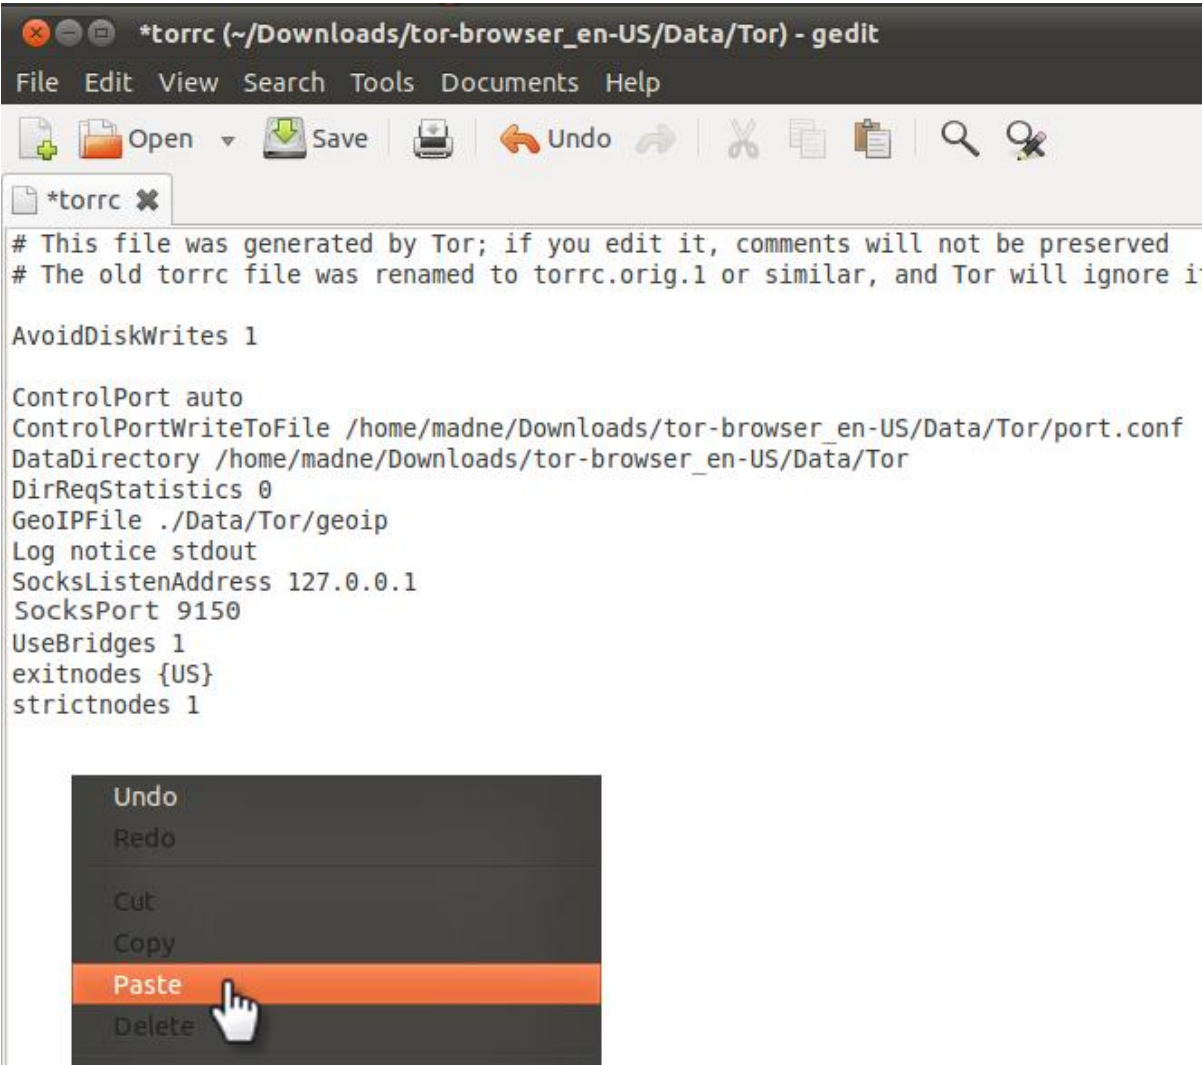 *torrc (~/Downloads/tor-browser_en-US/Data/Tor) - gedit
File Edit View Search Tools Documents Help
Open Save Undo
*torrc
# This file was generated by Tor; if you edit it, comments will not be preserved
# The old torrc file was renamed to torrc.orig.1 or similar, and Tor will ignore
AvoidDiskWrites 1
ControlPort auto
ControlPortWriteToFile /home/madne/Downloads/tor-browser_en-US/Data/Tor/port.conf
DataDirectory /home/madne/Downloads/tor-browser_en-US/Data/Tor
DirReqStatistics 0
GeoIPFile ./Data/Tor/geoip
Log notice stdout
SocksListenAddress 127.0.0.1
SocksPort 9150
UseBridges 1
exitnodes {US}
strictnodes 1
Undo
Redo
Cut
Copy
Paste
Delete